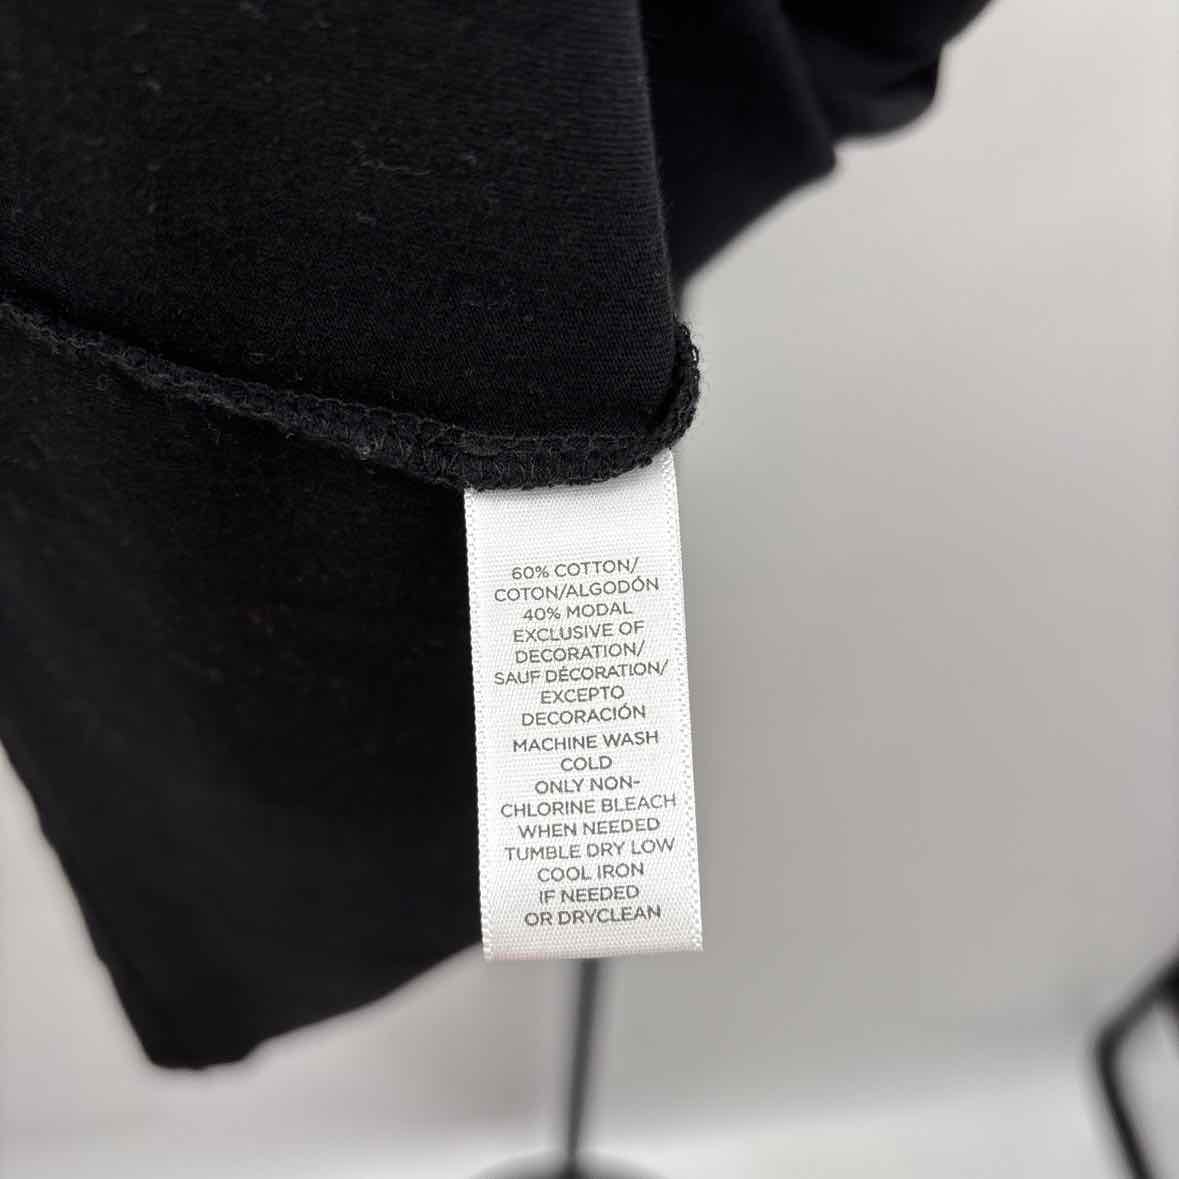 60% COTTON/
COTON/ALGODÓN
40% MODAL
EXCLUSIVE OF
DECORATION/
SAUF DÉCORATION/
EXCEPTO
DECORACIÓN
MACHINE WASH
COLD
ONLY NON-
CHLORINE BLEACH
WHEN NEEDED
TUMBLE DRY LOW
COOL IRON
IF NEEDED
OR DRYCLEAN